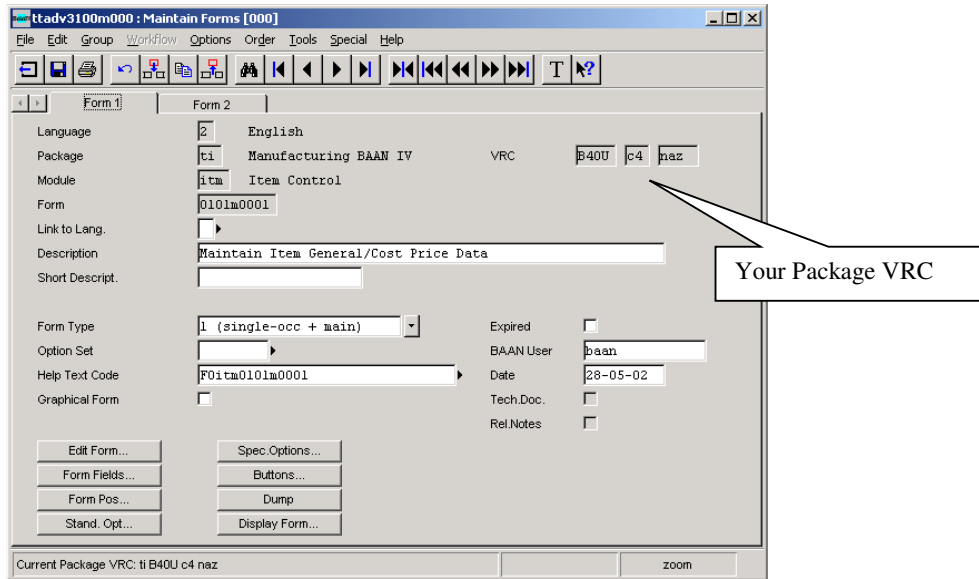 ttadv3100m000 : Maintain Forms [000]
File Edit Group Workflow Options Order Tools Special Help
T ?
Form 1 Form 2
Language 2 English
Package ti Manufacturing BAAN IV VRC B40U c4 naz
Module itm Item Control
Form 0101m0001
Link to Lang.
Description Maintain Item General/Cost Price Data
Your Package VRC
Short Descript.
Form Type 1 (single-occ + main) Expired
Option Set BAAN User baan
Help Text Code F0itm0101m0001 Date 28-05-02
Graphical Form Tech.Doc.
Rel.Notes
Edit Form... Spec.Options...
Form Fields... Buttons...
Form Pos... Dump
Stand. Opt... Display Form...
Current Package VRC: ti B40U c4 naz zoom